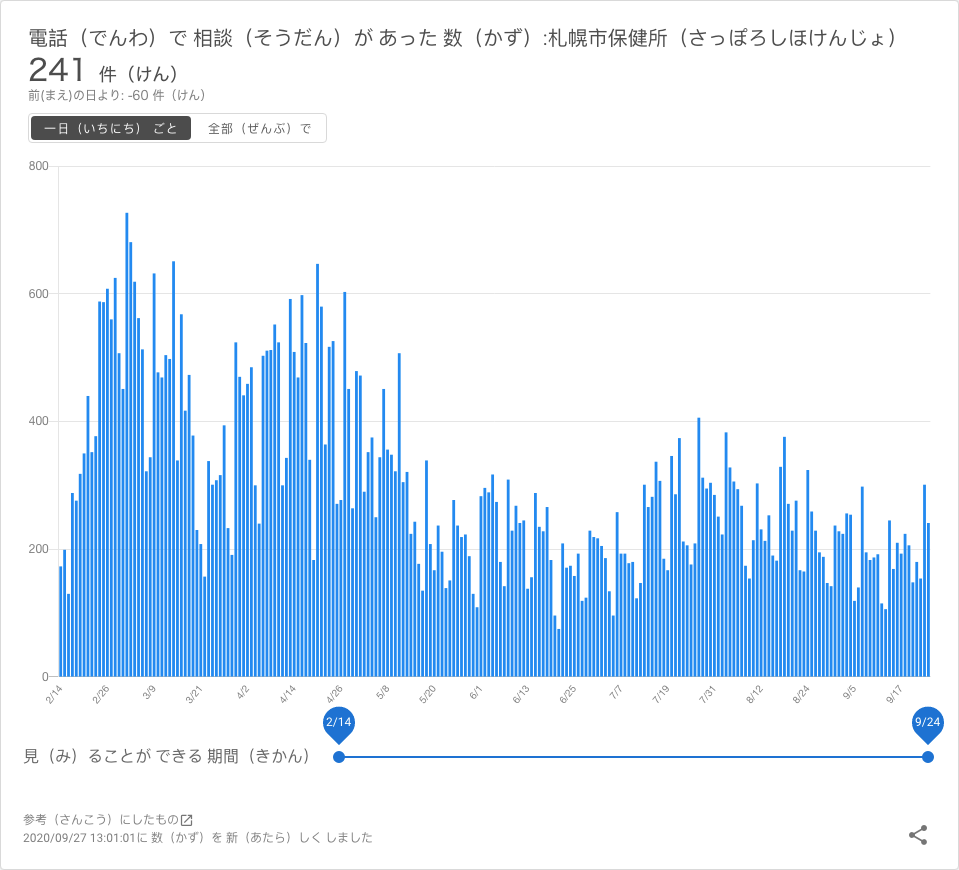 電話（でんわ）で 相談（そうだん）が あった 数（かず）:札幌市保健所（さっぽろしほけんじょ）
241 件（けん）
前(まえ)の日より: -60 件（けん）
一日（いちにち） ごと 全部（ぜんぶ）で
800
600
400
200
0
2/14 2/26 3/9 3/21 4/2 4/14 4/26 5/8 5/20 6/1 6/13 6/25 7/7 7/19 7/31 8/12 8/24 9/5 9/17
2/14 9/24
見（み）ることが できる 期間（きかん）
参考（さんこう）にしたもの
2020/09/27 13:01:01に 数（かず）を 新（あたら）しく しました